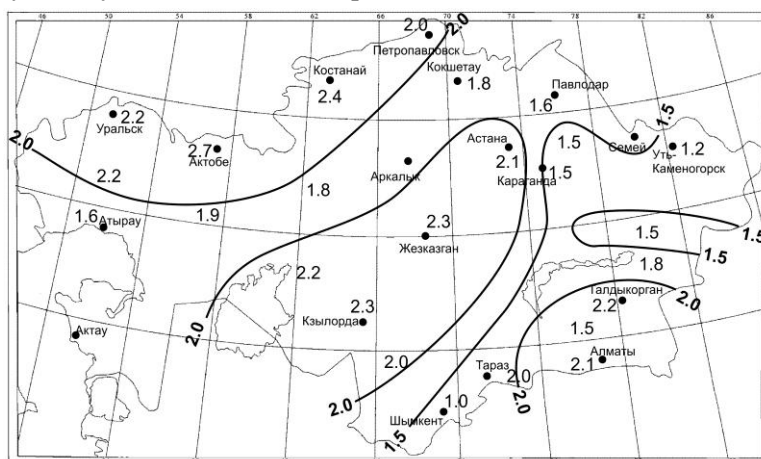 46 50 54 58 62 66 70 74 78 82 86
2.0
2.0
Петропавловск
Костанай
Кокшетау
2.4
1.8
Павлодар
1.6
2.2
Уральск
1.5
2.0
2.7
Актобе
Астана
2.1
1.5
Семей
1.2
Уть-
Каменогорск
Аркалык
Караганда
1.5
2.2
1.8
1.9
1.6
Атырау
2.3
Жезказган
1.5
1.5
1.5
1.8
2.2
Талдыкорган
2.2
2.0
2.3
Кзылорда
2.0
Актау
1.5
2.0
Тараз
2.0
Алматы
2.1
2.0
2.0
1.0
Шымкент
1.5